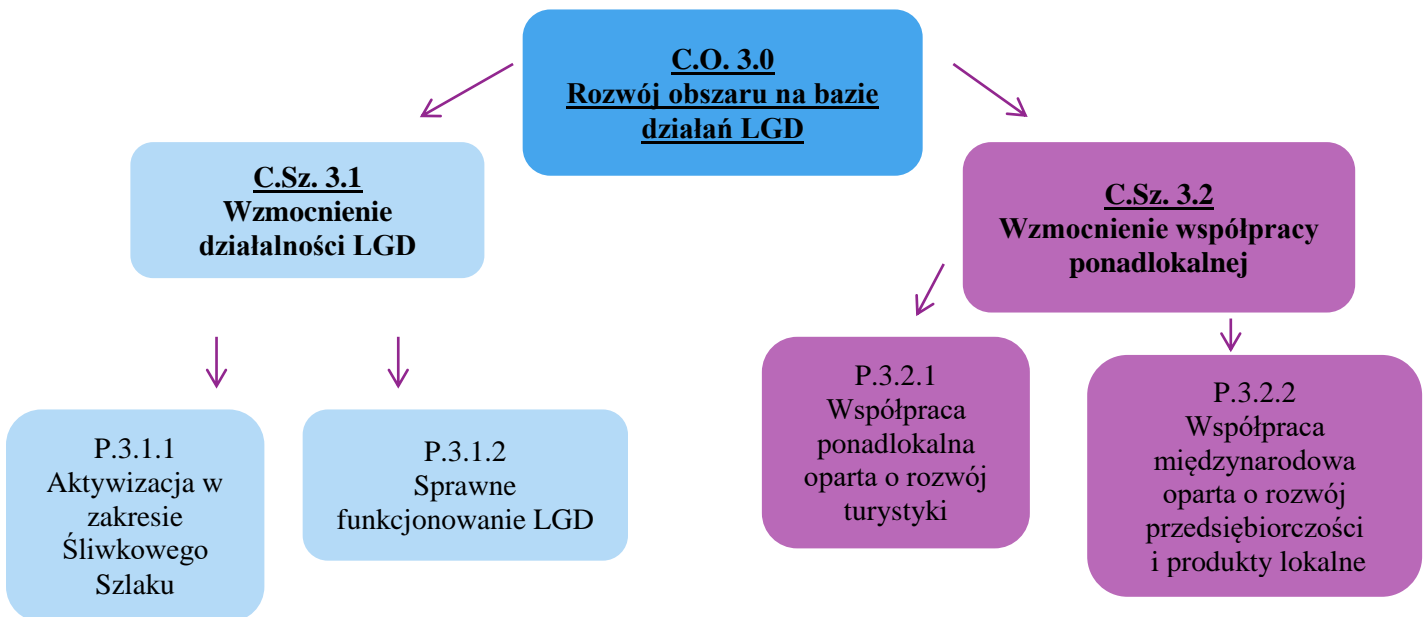 C.O. 3.0
Rozwój obszaru na bazie
działań LGD
C.Sz. 3.1
Wzmocnienie
działalności LGD
C.Sz. 3.2
Wzmocnienie współpracy
ponadlokalnej
P.3.1.1
Aktywizacja w
zakresie
Śliwkowego
Szlaku
P.3.1.2
Sprawne
funkcjonowanie LGD
P.3.2.1
Współpraca
ponadlokalna
oparta o rozwój
turystyki
P.3.2.2
Współpraca
międzynarodowa
oparta o rozwój
przedsiębiorczości
i produkty lokalne